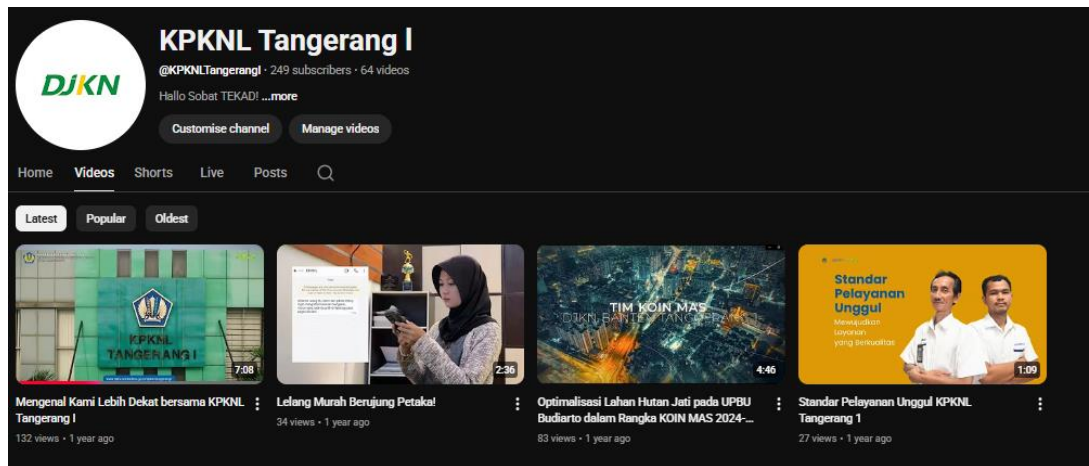 KPKNL Tangerang l
DJKN
@KPKNLTangerangl · 249 subscribers · 64 videos
Hallo Sobat TEKAD! ...more
Customise channel
Manage videos
Home
Videos
Shorts
Live
Posts
Latest
Popular
Oldest
KPKNL
TANGERANG I
7:08
2:36
TIM KOIN MAS
4:46
Standar
Pelayanan
Unggul
Mewujudkan
Layanan
yang Berkualitas
1:09
Mengenal Kami Lebih Dekat bersama KPKNL
Tangerang I
132 views · 1 year ago
Lelang Murah Berujung Petaka!
34 views · 1 year ago
Optimalisasi Lahan Hutan Jati pada UPBU
Budiarto dalam Rangka KOIN MAS 2024-...
83 views · 1 year ago
Standar Pelayanan Unggul KPKNL
Tangerang 1
27 views · 1 year ago